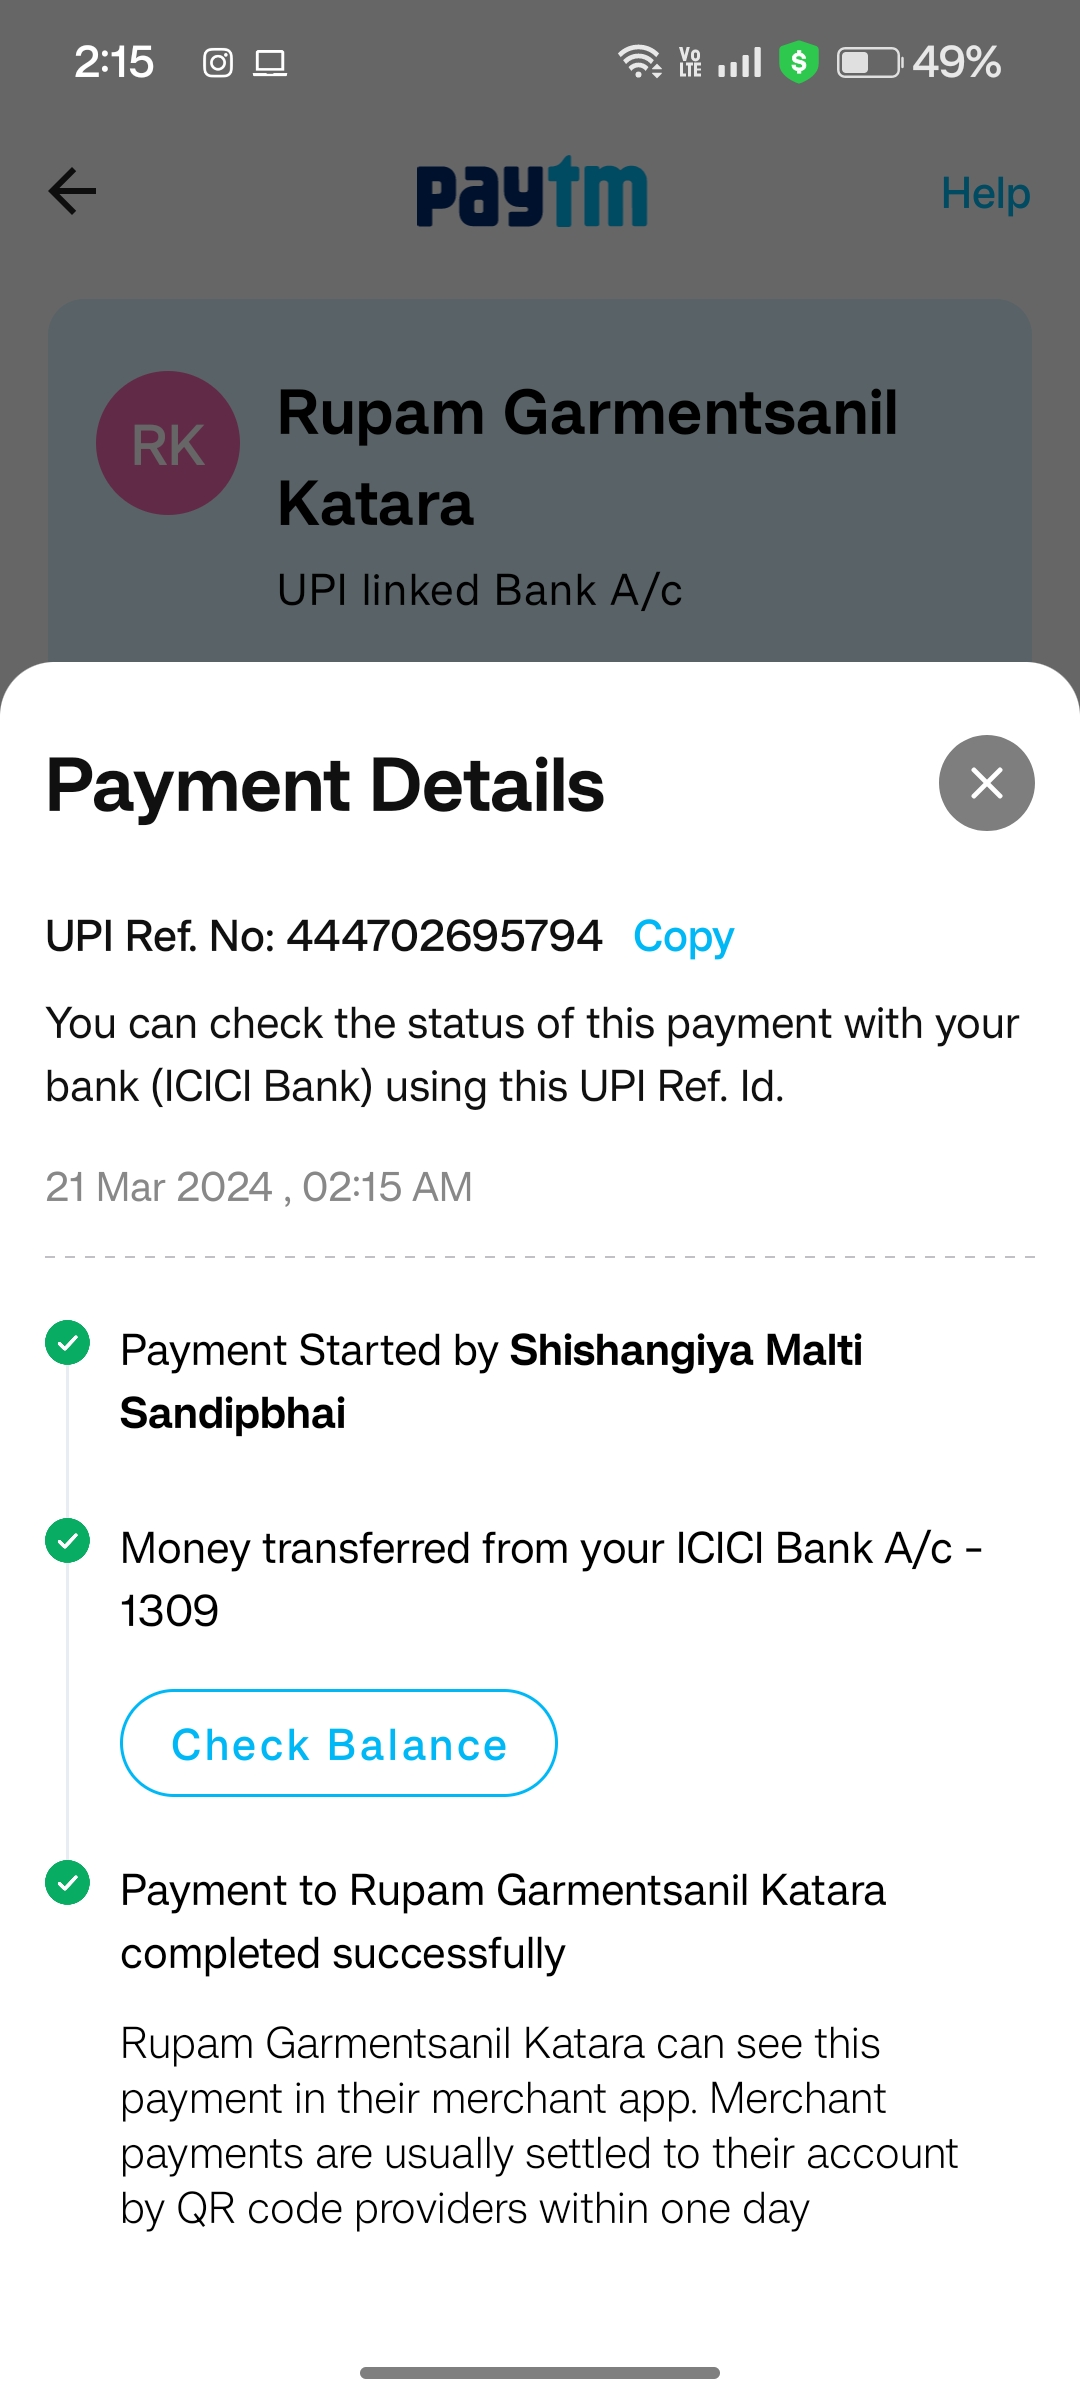 2:15
Vo
LTE
$
49%
paytm
Help
RK
Rupam Garmentsanil
Katara
UPI linked Bank A/c
Payment Details
UPI Ref. No: 444702695794 Copy
You can check the status of this payment with your
bank (ICICI Bank) using this UPI Ref. Id.
21 Mar 2024 , 02:15 AM
Payment Started by Shishangiya Malti
Sandipbhai
Money transferred from your ICICI Bank A/c -
1309
Check Balance
Payment to Rupam Garmentsanil Katara
completed successfully
Rupam Garmentsanil Katara can see this
payment in their merchant app. Merchant
payments are usually settled to their account
by QR code providers within one day